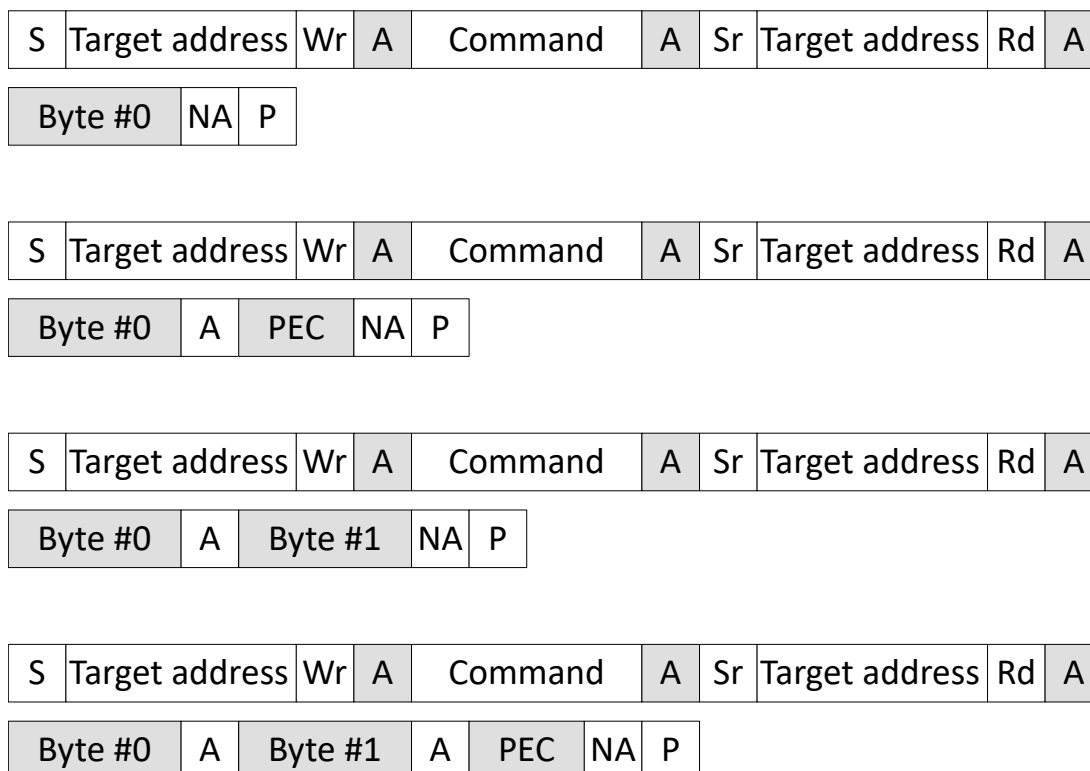 S Target address Wr A Command A Sr Target address Rd A
Byte #0 NA P
S Target address Wr A Command A Sr Target address Rd A
Byte #0 A PEC NA P
S Target address Wr A Command A Sr Target address Rd A
Byte #0 A Byte #1 NA P
S Target address Wr A Command A Sr Target address Rd A
Byte #0 A Byte #1 A PEC NA P